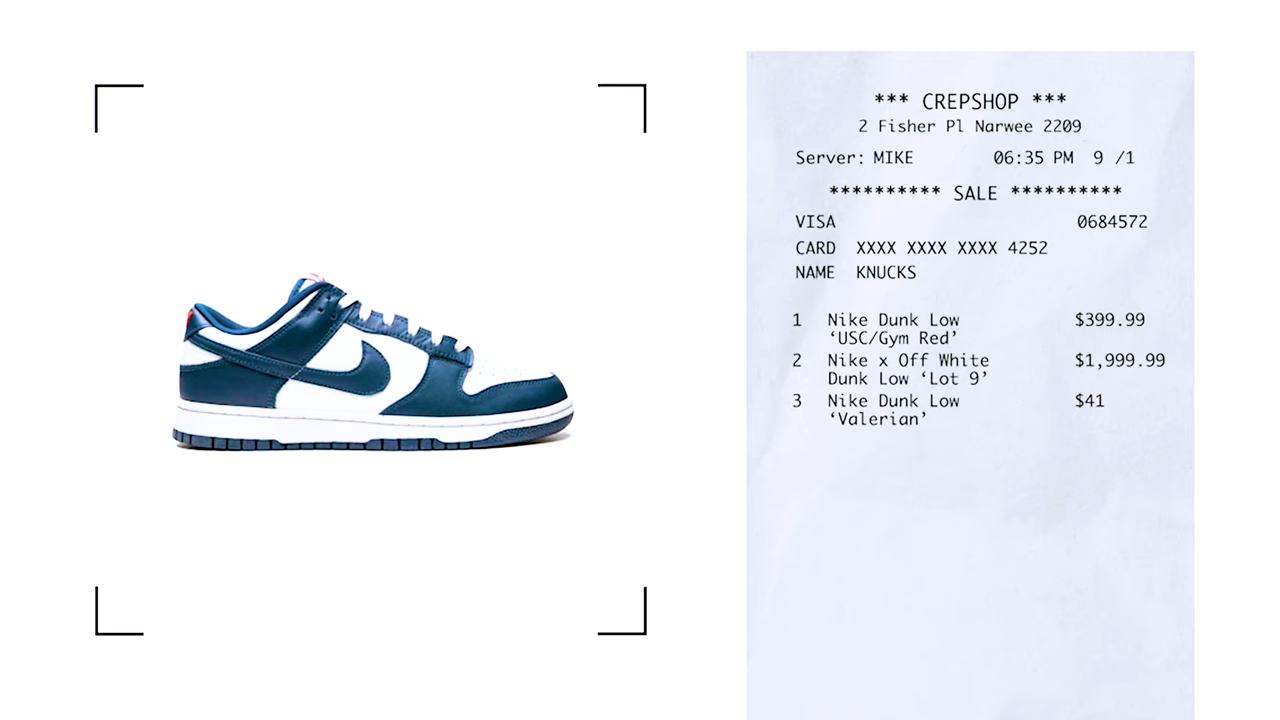 *** CREPSHOP ***
2 Fisher Pl Narwee 2209
Server: MIKE 06:35 PM 9 /1
********** SALE **********
VISA 0684572
CARD XXXX XXXX XXXX 4252
NAME KNUCKS
1 Nike Dunk Low $399.99
‘USC/Gym Red’
2 Nike x Off White $1,999.99
Dunk Low ‘Lot 9’
3 Nike Dunk Low $41
‘Valerian’